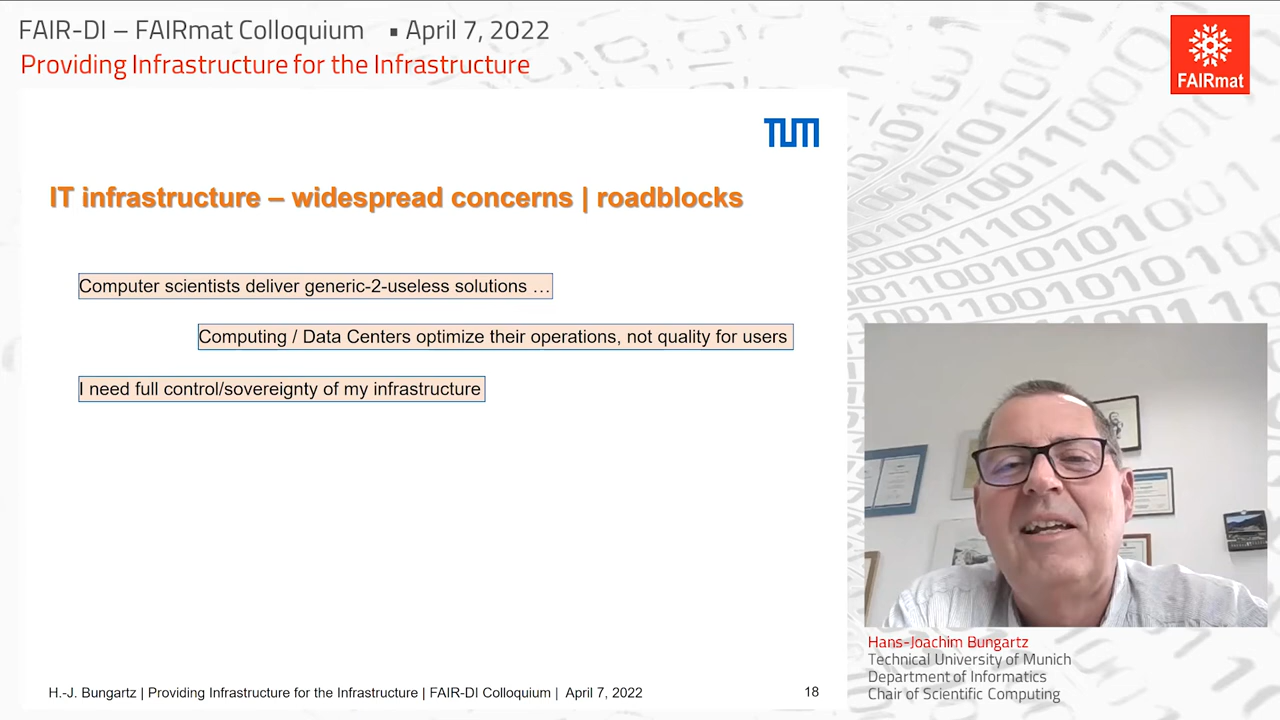 FAIR-DI – FAIRmat Colloquium ▪ April 7, 2022
Providing Infrastructure for the Infrastructure
FAIRmat
TUM
IT infrastructure – widespread concerns | roadblocks
Computer scientists deliver generic-2-useless solutions …
Computing / Data Centers optimize their operations, not quality for users
I need full control/sovereignty of my infrastructure
Hans-Joachim Bungartz
Technical University of Munich
Department of Informatics
Chair of Scientific Computing
H.-J. Bungartz | Providing Infrastructure for the Infrastructure | FAIR-DI Colloquium | April 7, 2022
18